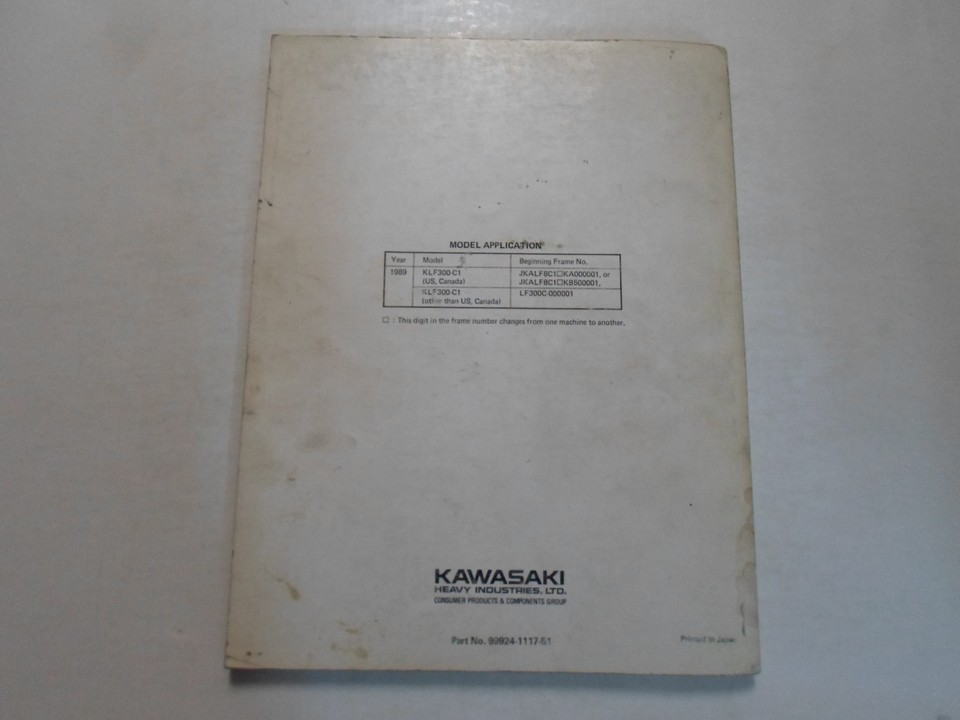 MODEL APPLICATION
Year Model Beginning Frame No.
1989 KLF300-C1 JKALF8C1□KA000001, or
(US, Canada) JKALF8C1□KB500001,
KLF300-C1 LF300C-000001
(other than US, Canada)
□ : This digit in the frame number changes from one machine to another.
KAWASAKI
HEAVY INDUSTRIES, LTD.
CONSUMER PRODUCTS & COMPONENTS GROUP
Part No. 99924-1117-51
Printed in Japan